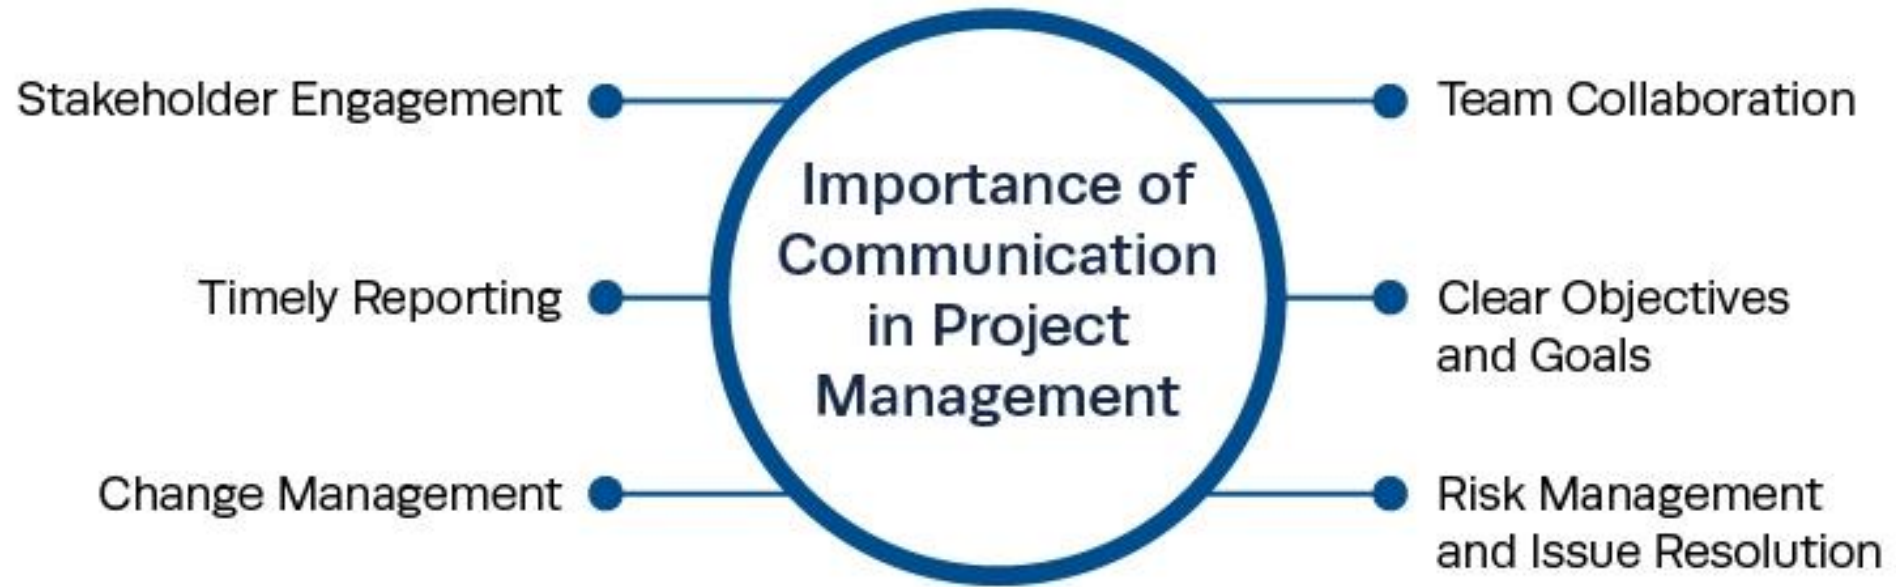 Stakeholder Engagement
Timely Reporting
Change Management
Importance of
Communication
in Project
Management
Team Collaboration
Clear Objectives
and Goals
Risk Management
and Issue Resolution